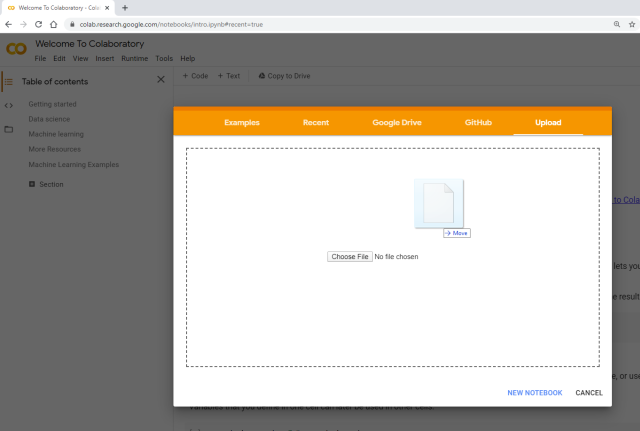 Welcome To Colaboratory - Cola
colab.research.google.com/notebooks/intro.ipynb#recent=true
Welcome To Colaboratory
File Edit View Insert Runtime Tools Help
Table of contents
+ Code + Text Copy to Drive
Getting started
Data science
Machine learning
More Resources
Machine Learning Examples
Section
Examples Recent Google Drive GitHub Upload
Move
Choose File No file chosen
to Cola
lets you
e, or use
NEW NOTEBOOK CANCEL
Variables that you define in one cell can later be used in other cells: